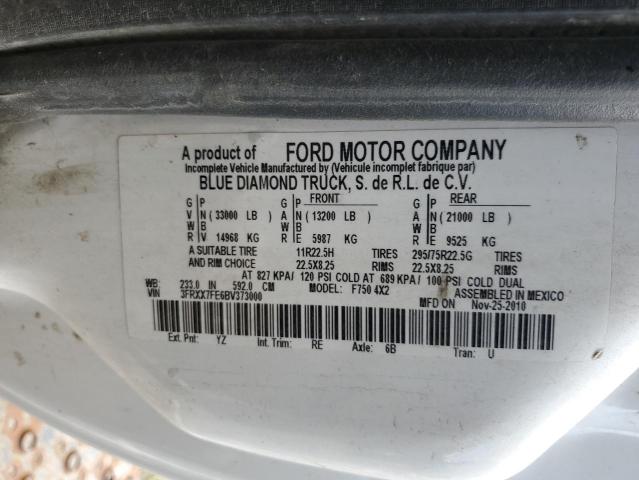 A product of FORD MOTOR COMPANY
Incomplete Vehicle Manufactured by (Vehicule incomplet fabrique par)
BLUE DIAMOND TRUCK, S. de R.L. de C.V.
FRONT REAR
G P G P G P
V N ( 33000 LB ) A N ( 13200 LB ) A N ( 21000 LB )
W B W B W B
R V 14968 KG R E 5987 KG R E 9525 KG
A SUITABLE TIRE 11R22.5H TIRES 295/75R22.5G TIRES
AND RIM CHOICE 22.5X8.25 RIMS 22.5X8.25 RIMS
AT 827 KPA/ 120 PSI COLD AT 689 KPA/ 100 PSI COLD DUAL
WB: 233.0 IN 592.0 CM MODEL: F750 4X2 ASSEMBLED IN MEXICO
VIN 3FRXX7FE6BV373000 MFD ON Nov-25-2010
Ext. Pnt: YZ Int. Trim: RE Axle: 6B Tran: U